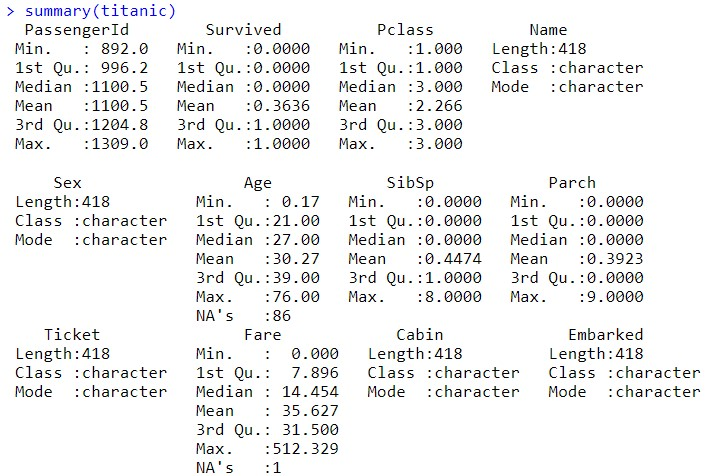 > summary(titanic)
  PassengerId      Survived          Pclass          Name
 Min.   : 892.0   Min.   :0.0000   Min.   :1.000   Length:418
 1st Qu.: 996.2   1st Qu.:0.0000   1st Qu.:1.000   Class :character
 Median :1100.5   Median :0.0000   Median :3.000   Mode  :character
 Mean   :1100.5   Mean   :0.3636   Mean   :2.266
 3rd Qu.:1204.8   3rd Qu.:1.0000   3rd Qu.:3.000
 Max.   :1309.0   Max.   :1.0000   Max.   :3.000

     Sex                 Age            SibSp            Parch
 Length:418         Min.   : 0.17   Min.   :0.0000   Min.   :0.0000
 Class :character   1st Qu.:21.00   1st Qu.:0.0000   1st Qu.:0.0000
 Mode  :character   Median :27.00   Median :0.0000   Median :0.0000
                    Mean   :30.27   Mean   :0.4474   Mean   :0.3923
                    3rd Qu.:39.00   3rd Qu.:1.0000   3rd Qu.:0.0000
                    Max.   :76.00   Max.   :8.0000   Max.   :9.0000
                    NA's   :86
    Ticket               Fare            Cabin             Embarked
 Length:418         Min.   :  0.000   Length:418         Length:418
 Class :character   1st Qu.:  7.896   Class :character   Class :character
 Mode  :character   Median : 14.454   Mode  :character   Mode  :character
                    Mean   : 35.627
                    3rd Qu.: 31.500
                    Max.   :512.329
                    NA's   :1